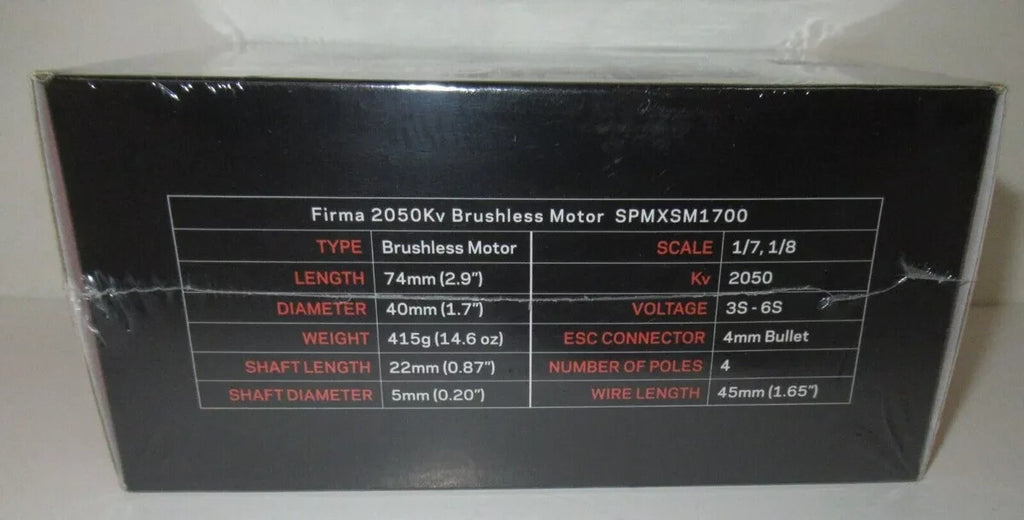 Firma 2050Kv Brushless Motor SPMXSM1700
TYPE Brushless Motor SCALE 1/7, 1/8
LENGTH 74mm (2.9") Kv 2050
DIAMETER 40mm (1.7") VOLTAGE 3S - 6S
WEIGHT 415g (14.6 oz) ESC CONNECTOR 4mm Bullet
SHAFT LENGTH 22mm (0.87") NUMBER OF POLES 4
SHAFT DIAMETER 5mm (0.20") WIRE LENGTH 45mm (1.65")